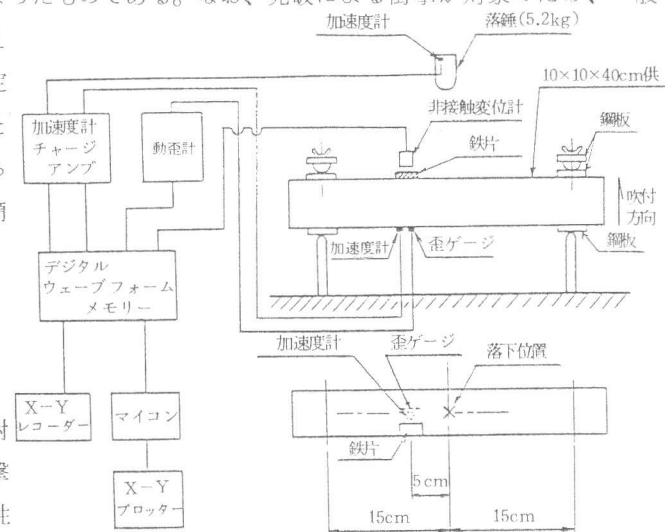 加速度計
落錘(5.2kg)
10×10×40cm供
非接触変位計
鋼板
鉄片
加速度計
チャージ
アンプ
動歪計
吹付
方向
鋼板
加速度計
歪ゲージ
デジタル
ウェーブフォーム
メモリー
加速度計
歪ゲージ
落下位置
X-Y
レコーダー
マイコン
鉄片
X-Y
プロッター
5cm
15cm
15cm